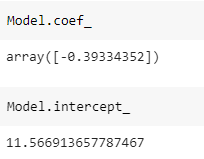 Model.coef_
array([-0.39334352])
Model.intercept_
11.566913657787467